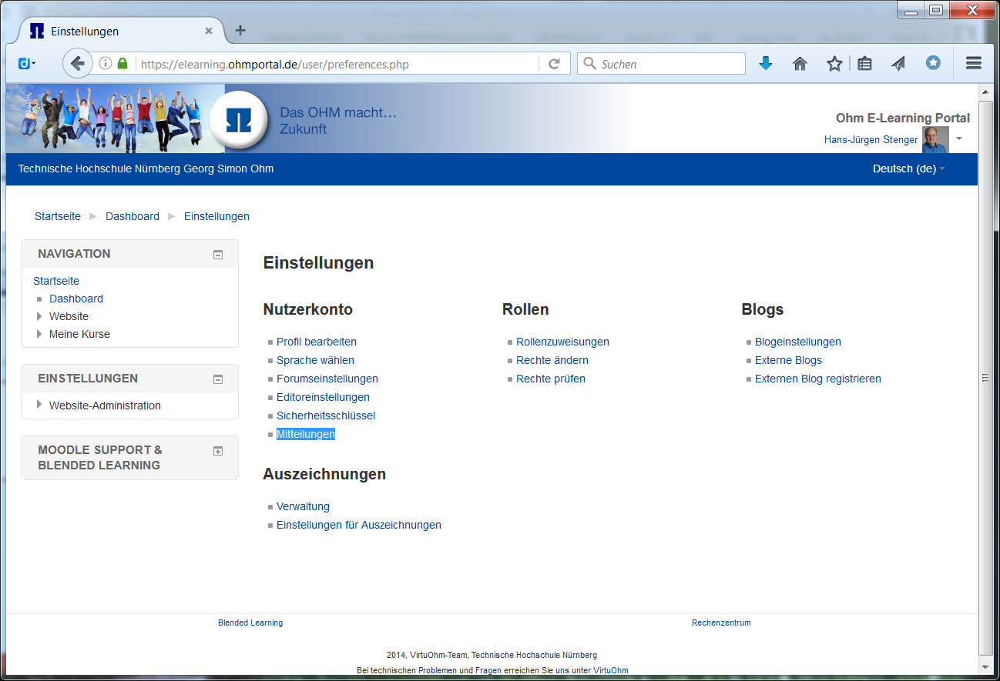 Einstellungen
https://elearning.ohmportal.de/user/preferences.php
Suchen
Das OHM macht...
Zukunft
Ohm E-Learning Portal
Hans-Jürgen Stenger
Technische Hochschule Nürnberg Georg Simon Ohm
Deutsch (de)
Startseite Dashboard Einstellungen
NAVIGATION
Startseite
Dashboard
Website
Meine Kurse
EINSTELLUNGEN
Website-Administration
MOODLE SUPPORT &
BLENDED LEARNING
Einstellungen
Nutzerkonto
Profil bearbeiten
Sprache wählen
Forumseinstellungen
Editoreinstellungen
Sicherheitsschlüssel
Mitteilungen
Auszeichnungen
Verwaltung
Einstellungen für Auszeichnungen
Rollen
Rollenzuweisungen
Rechte ändern
Rechte prüfen
Blogs
Blogeinstellungen
Externe Blogs
Externen Blog registrieren
Blended Learning
Rechenzentrum
2014, VirtuOhm-Team, Technische Hochschule Nürnberg
Bei technischen Problemen und Fragen erreichen Sie uns unter VirtuOhm